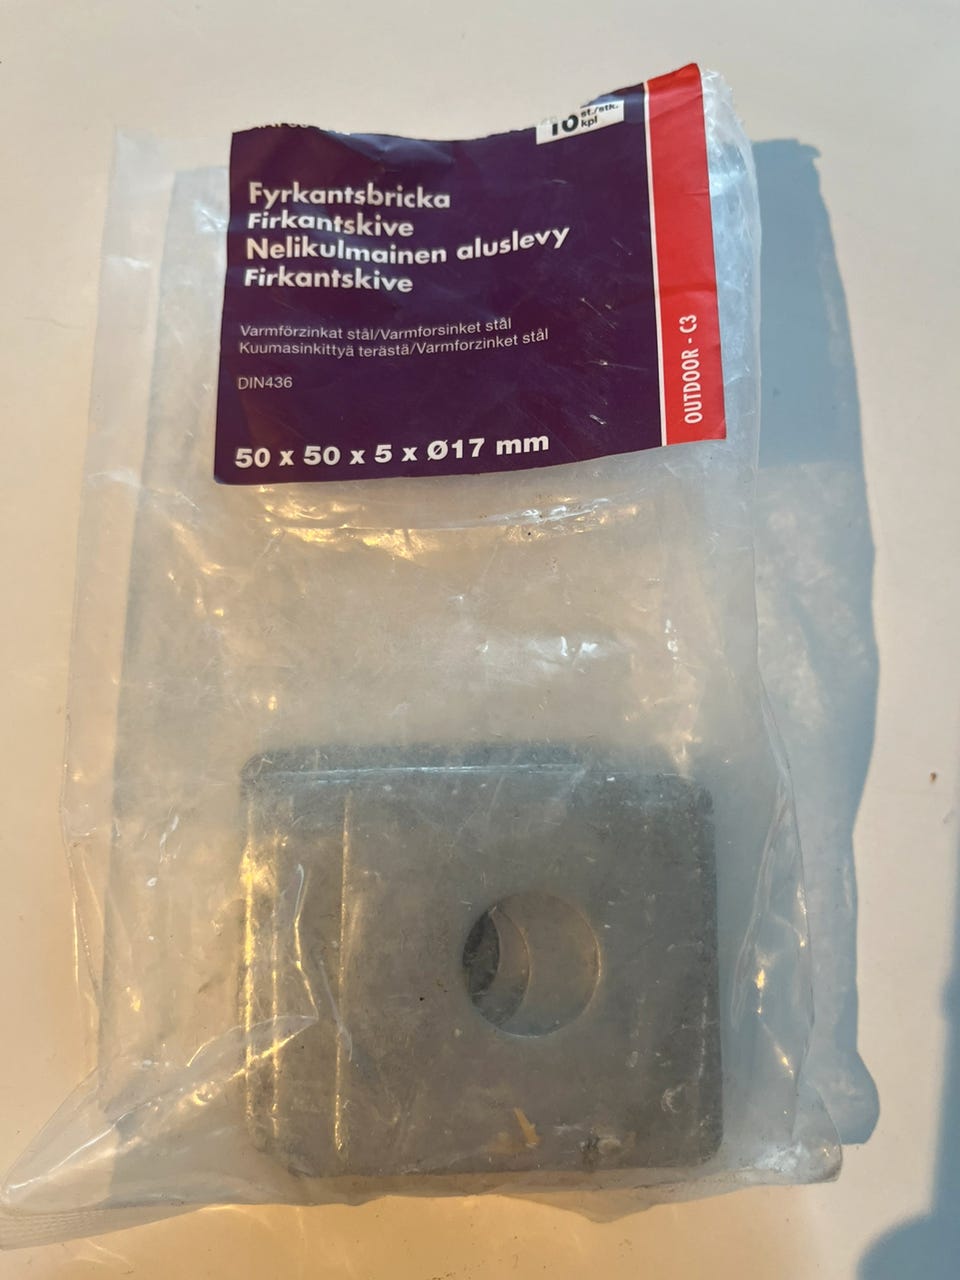 10 st./stk.
kpl
Fyrkantsbricka
Firkantskive
Nelikulmainen aluslevy
Firkantskive
Varmförzinkat stål/Varmforsinket stål
Kuumasinkittyä terästä/Varmforzinket stål
DIN436
50 x 50 x 5 x Ø17 mm
OUTDOOR - C3